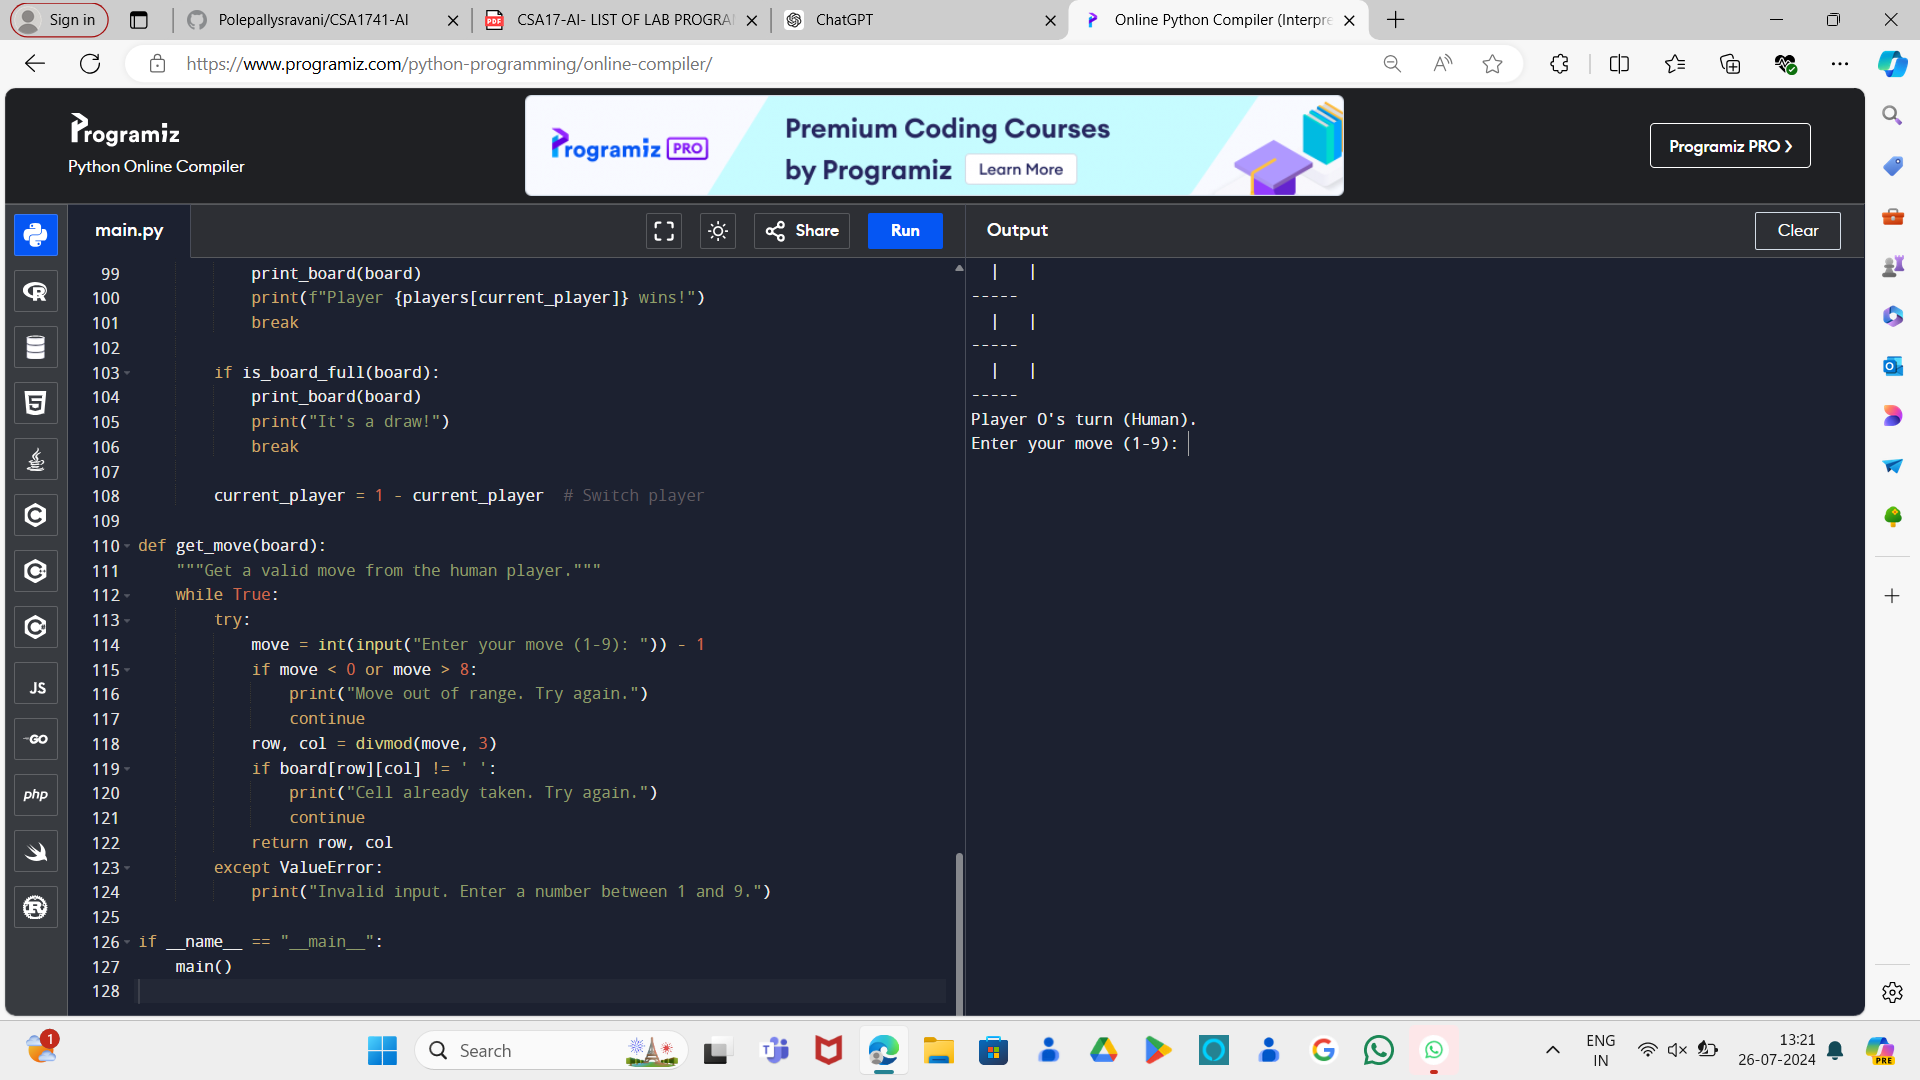 Sign in
Polepallysravani/CSA1741-AI
CSA17-AI- LIST OF LAB PROGRA
ChatGPT
Online Python Compiler (Interpre
https://www.programiz.com/python-programming/online-compiler/
Programiz
Python Online Compiler
Programiz PRO
Premium Coding Courses
by Programiz
Learn More
Programiz PRO
main.py
Share
Run
Output
Clear
99 print_board(board)
100 print(f"Player {players[current_player]} wins!")
101 break
102
103 if is_board_full(board):
104 print_board(board)
105 print("It's a draw!")
106 break
107
108 current_player = 1 - current_player  # Switch player
109
110 def get_move(board):
111 """Get a valid move from the human player."""
112 while True:
113 try:
114 move = int(input("Enter your move (1-9): ")) - 1
115 if move < 0 or move > 8:
116 print("Move out of range. Try again.")
117 continue
118 row, col = divmod(move, 3)
119 if board[row][col] != ' ':
120 print("Cell already taken. Try again.")
121 continue
122 return row, col
123 except ValueError:
124 print("Invalid input. Enter a number between 1 and 9.")
125
126 if __name__ == "__main__":
127 main()
128
|   |
-----
|   |
-----
|   |
-----
Player O's turn (Human).
Enter your move (1-9):
JS
GO
php
1
Search
ENG
IN
13:21
26-07-2024
PRE